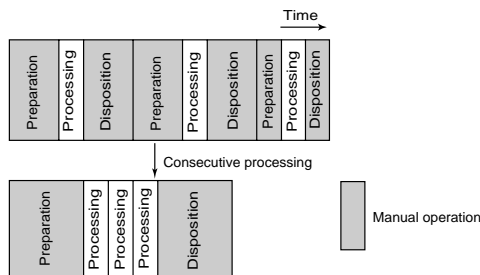 Time
Preparation
Processing
Disposition
Preparation
Processing
Disposition
Preparation
Processing
Disposition
Consecutive processing
Preparation
Processing
Processing
Processing
Disposition
Manual operation